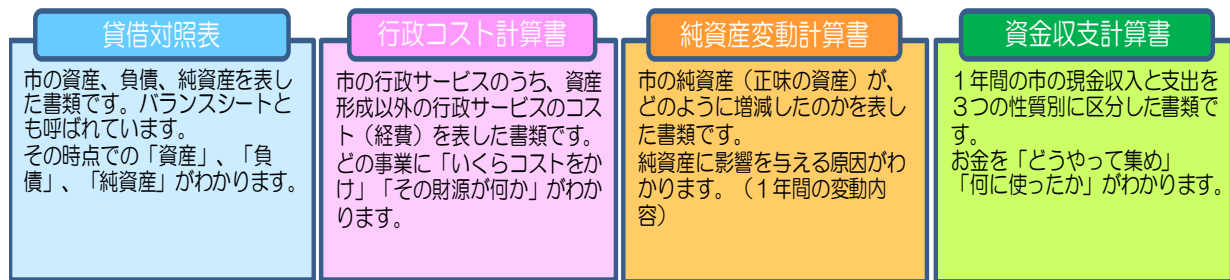 貸借対照表
市の資産、負債、純資産を表し
た書類です。バランスシートと
も呼ばれています。
その時点での「資産」、「負
債」、「純資産」がわかります。
行政コスト計算書
市の行政サービスのうち、資産
形成以外の行政サービスのコス
ト（経費）を表した書類です。
どの事業に「いくらコストをか
け」「その財源が何か」がわか
ります。
純資産変動計算書
市の純資産（正味の資産）が、
どのように増減したのかを表し
た書類です。
純資産に影響を与える原因がわ
かります。（１年間の変動内
容）
資金収支計算書
１年間の市の現金収入と支出を
３つの性質別に区分した書類で
す。
お金を「どうやって集め」
「何に使ったか」がわかります。